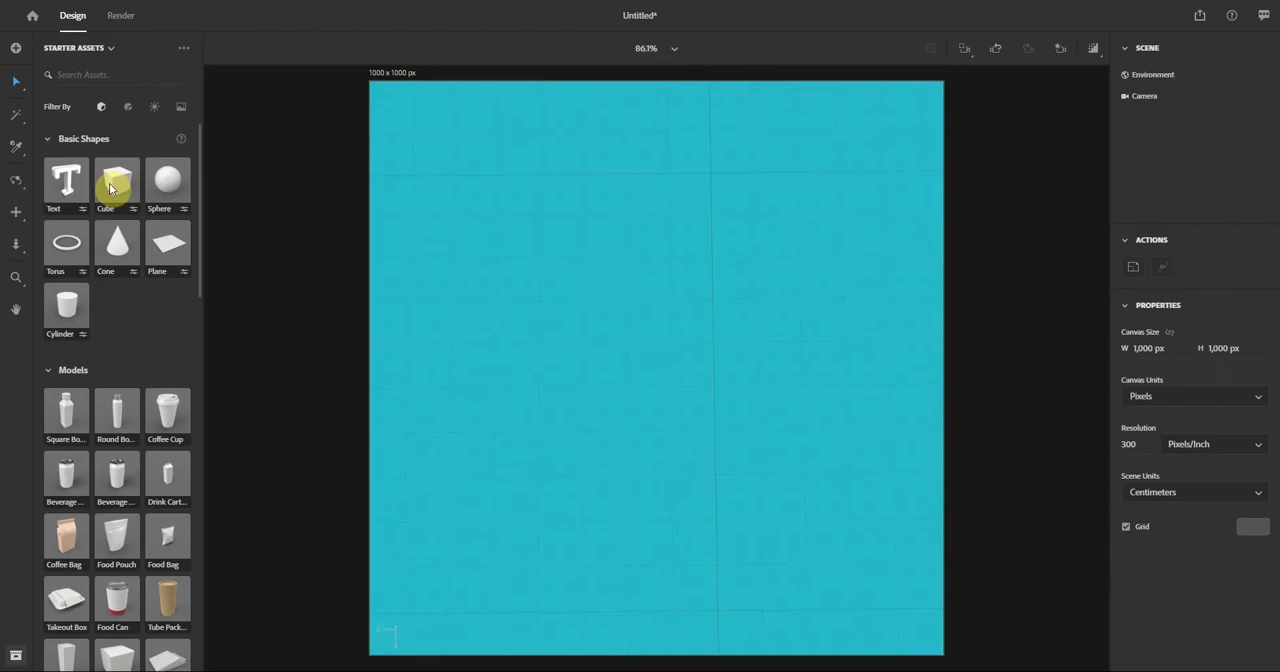 Design Render Untitled*
STARTER ASSETS
86.1%
SCENE
Search Assets...
Environment
1000 x 1000 px
Camera
Filter By
Basic Shapes
Text Cube Sphere
Torus Cone Plane
Cylinder
ACTIONS
PROPERTIES
Canvas Size
W 1,000 px H 1,000 px
Models
Canvas Units
Pixels
Square Bo... Round Bo... Coffee Cup
Resolution
300 Pixels/Inch
Scene Units
Centimeters
Beverage ... Beverage ... Drink Cart...
Grid
Coffee Bag Food Pouch Food Bag
Takeout Box Food Can Tube Pack...